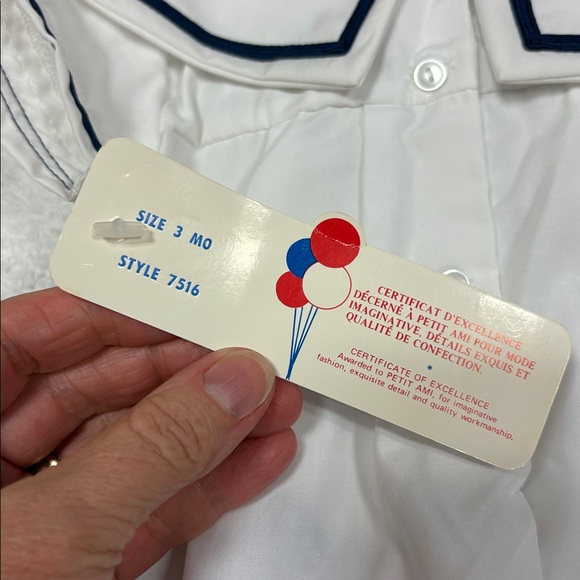 SIZE 3 MO
STYLE 7516
CERTIFICAT D'EXCELLENCE
DÉCERNÉ À PETIT AMI POUR MODE
IMAGINATIVE, DÉTAILS EXQUIS ET
QUALITÉ DE CONFECTION.
*
CERTIFICATE OF EXCELLENCE
Awarded to PETIT AMI, for imaginative
fashion, exquisite detail and quality workmanship.